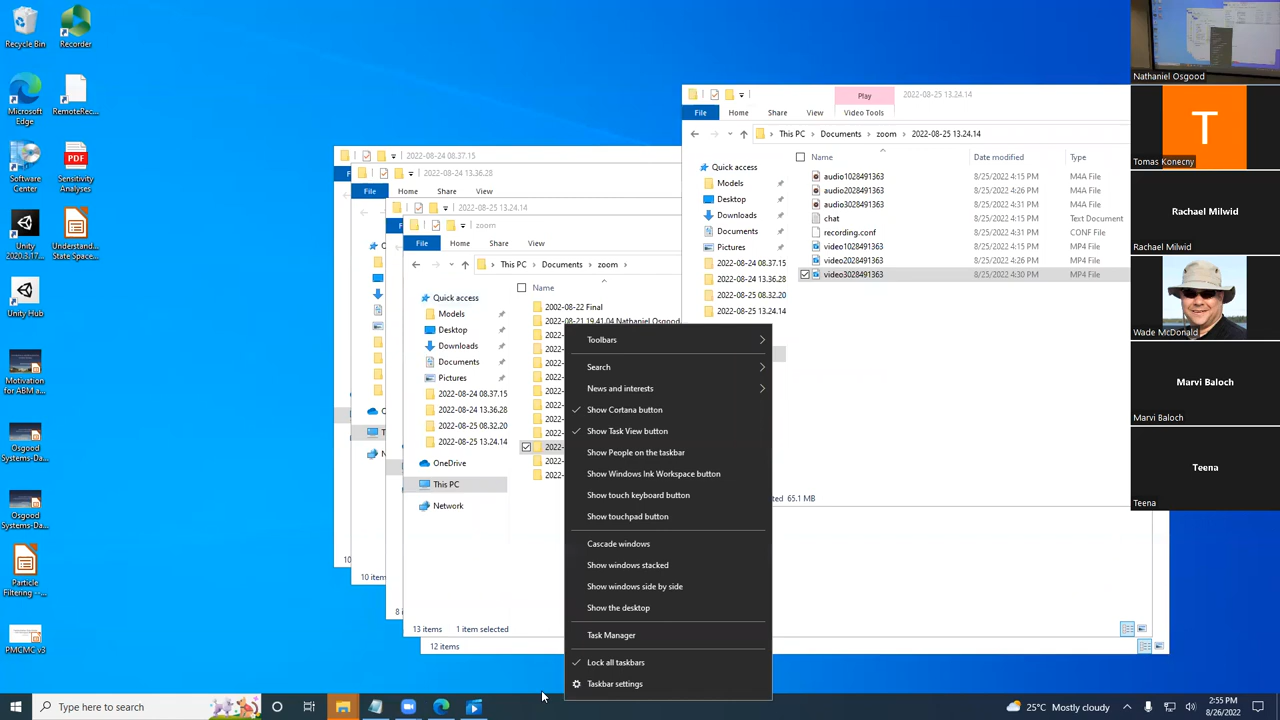 Recycle Bin
Recorder
Microsoft
Edge
RemoteRec...
Software
Center
Sensitivity
Analyses
Unity
2020.3.17...
Understand...
State Space...
Unity Hub
Motivation
for ABM a...
Osgood
Systems-Da...
Osgood
Systems-Da...
Particle
Filtering --...
PMCMC v3
2022-08-24 08.37.15
2022-08-24 13.36.28
File
Home
Share
View
2022-08-25 13.24.14
zoom
File
Home
Share
View
This PC
Documents
zoom
Name
Quick access
Models
Desktop
Downloads
Documents
Pictures
2022-08-24 08.37.15
2022-08-24 13.36.28
2022-08-25 08.32.20
2022-08-25 13.24.14
OneDrive
This PC
Network
2002-08-22 Final
2022-08-21 19.41.04 Nathaniel Osgood
13 items
1 item selected
12 items
10 item
Play
2022-08-25 13.24.14
File
Home
Share
View
Video Tools
This PC
Documents
zoom
2022-08-25 13.24.14
Name
Date modified
Type
Quick access
Models
Desktop
Downloads
Documents
Pictures
2022-08-24 08.37.15
2022-08-24 13.36.28
2022-08-25 08.32.20
2022-08-25 13.24.14
audio1028491363 8/25/2022 4:15 PM M4A File
audio2028491363 8/25/2022 4:26 PM M4A File
audio3028491363 8/25/2022 4:31 PM M4A File
chat 8/25/2022 4:31 PM Text Document
recording.conf 8/25/2022 4:31 PM CONF File
video1028491363 8/25/2022 4:15 PM MP4 File
video2028491363 8/25/2022 4:26 PM MP4 File
video3028491363 8/25/2022 4:30 PM MP4 File
65.1 MB
Toolbars
Search
News and interests
Show Cortana button
Show Task View button
Show People on the taskbar
Show Windows Ink Workspace button
Show touch keyboard button
Show touchpad button
Cascade windows
Show windows stacked
Show windows side by side
Show the desktop
Task Manager
Lock all taskbars
Taskbar settings
Nathaniel Osgood
T
Tomas Konecny
Rachael Milwid
Rachael Milwid
Wade McDonald
Marvi Baloch
Marvi Baloch
Teena
Teena
Type here to search
25°C Mostly cloudy
2:55 PM
8/26/2022